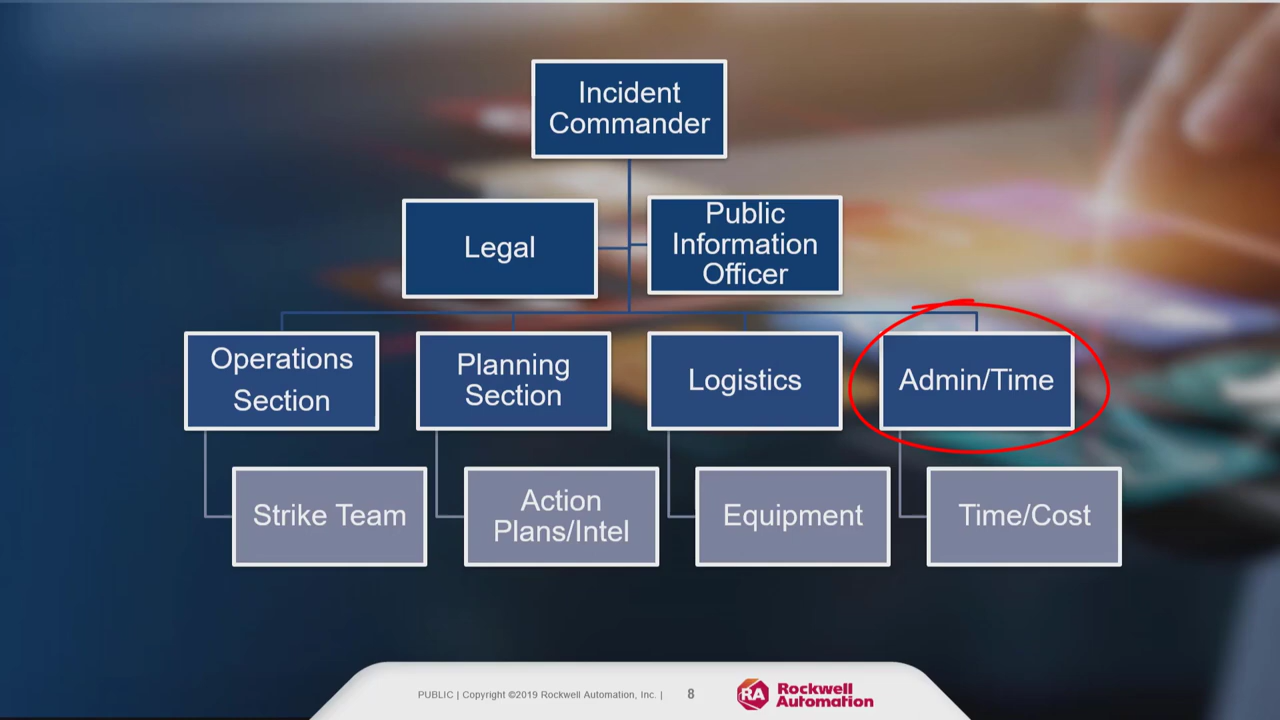 Incident
Commander
Legal
Public
Information
Officer
Operations
Section
Planning
Section
Logistics
Admin/Time
Strike Team
Action
Plans/Intel
Equipment
Time/Cost
PUBLIC | Copyright ©2019 Rockwell Automation, Inc. |
8
RA
Rockwell
Automation